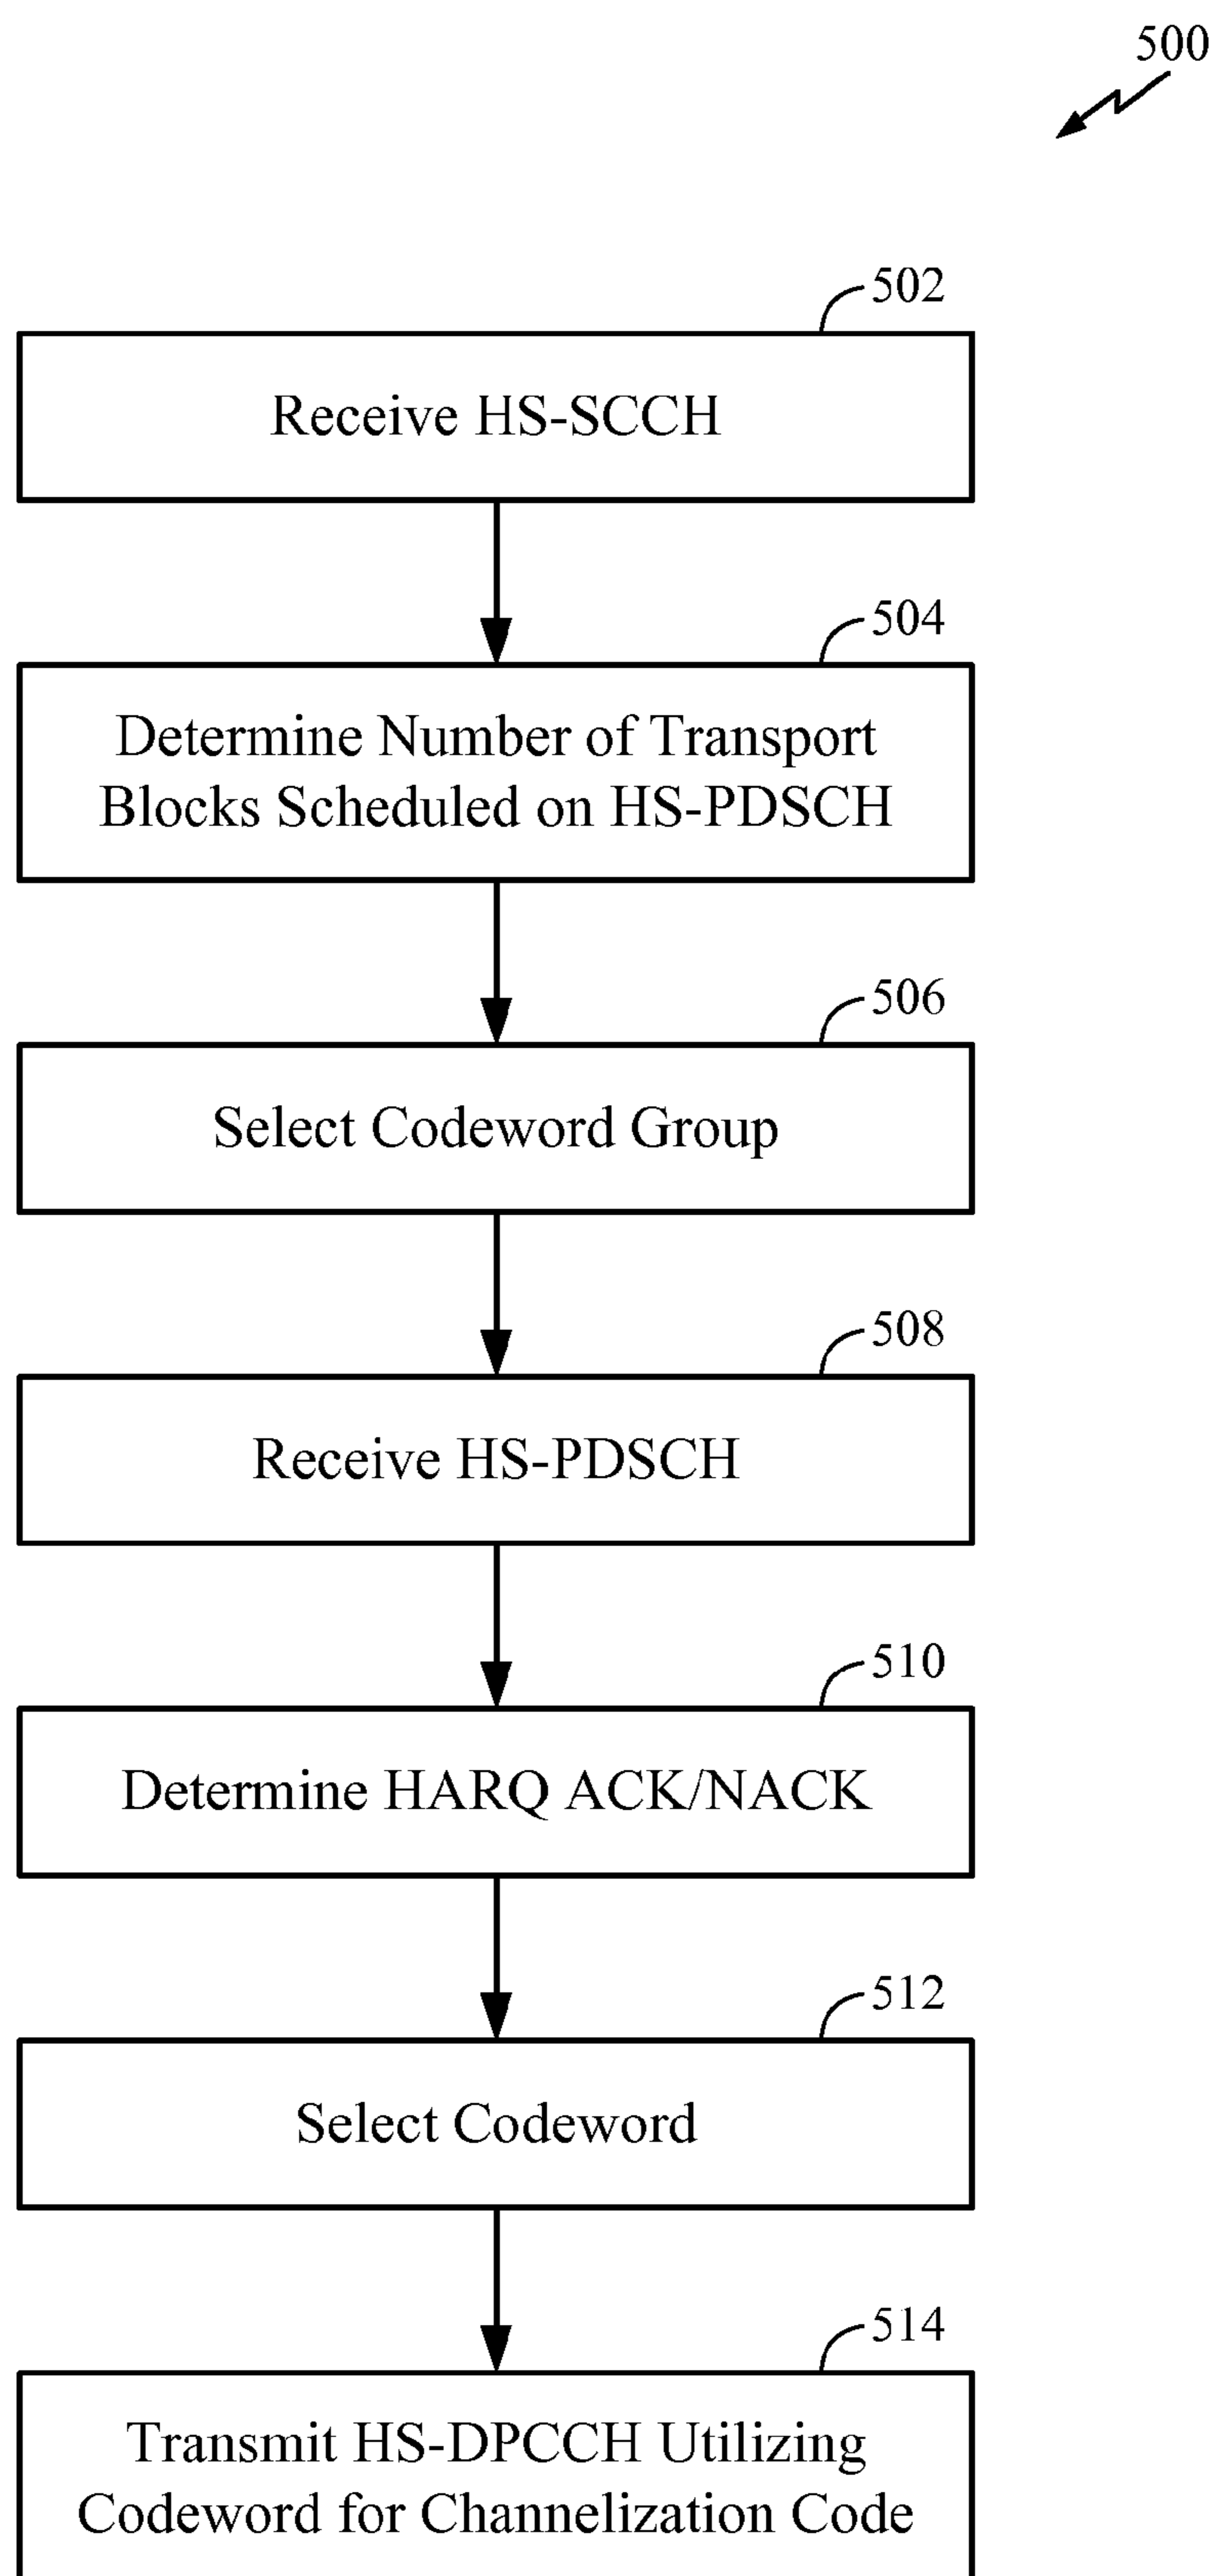 500
502
Receive HS-SCCH
504
Determine Number of Transport
Blocks Scheduled on HS-PDSCH
506
Select Codeword Group
508
Receive HS-PDSCH
510
Determine HARQ ACK/NACK
512
Select Codeword
514
Transmit HS-DPCCH Utilizing
Codeword for Channelization Code